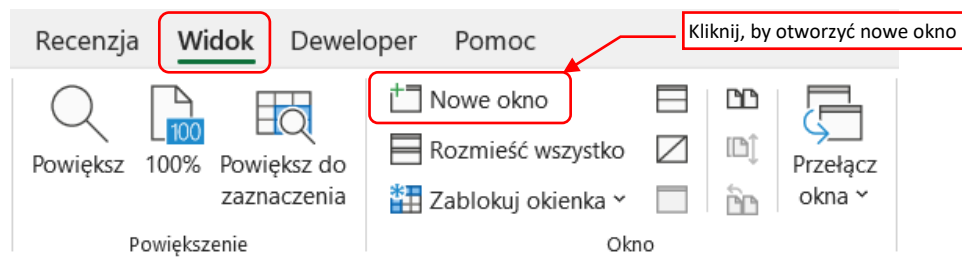 Recenzja Widok Deweloper Pomoc
Kliknij, by otworzyć nowe okno
Nowe okno
100
Rozmieść wszystko
Powiększ 100% Powiększ do zaznaczenia
Przełącz okna
Zablokuj okienka
Powiększenie
Okno